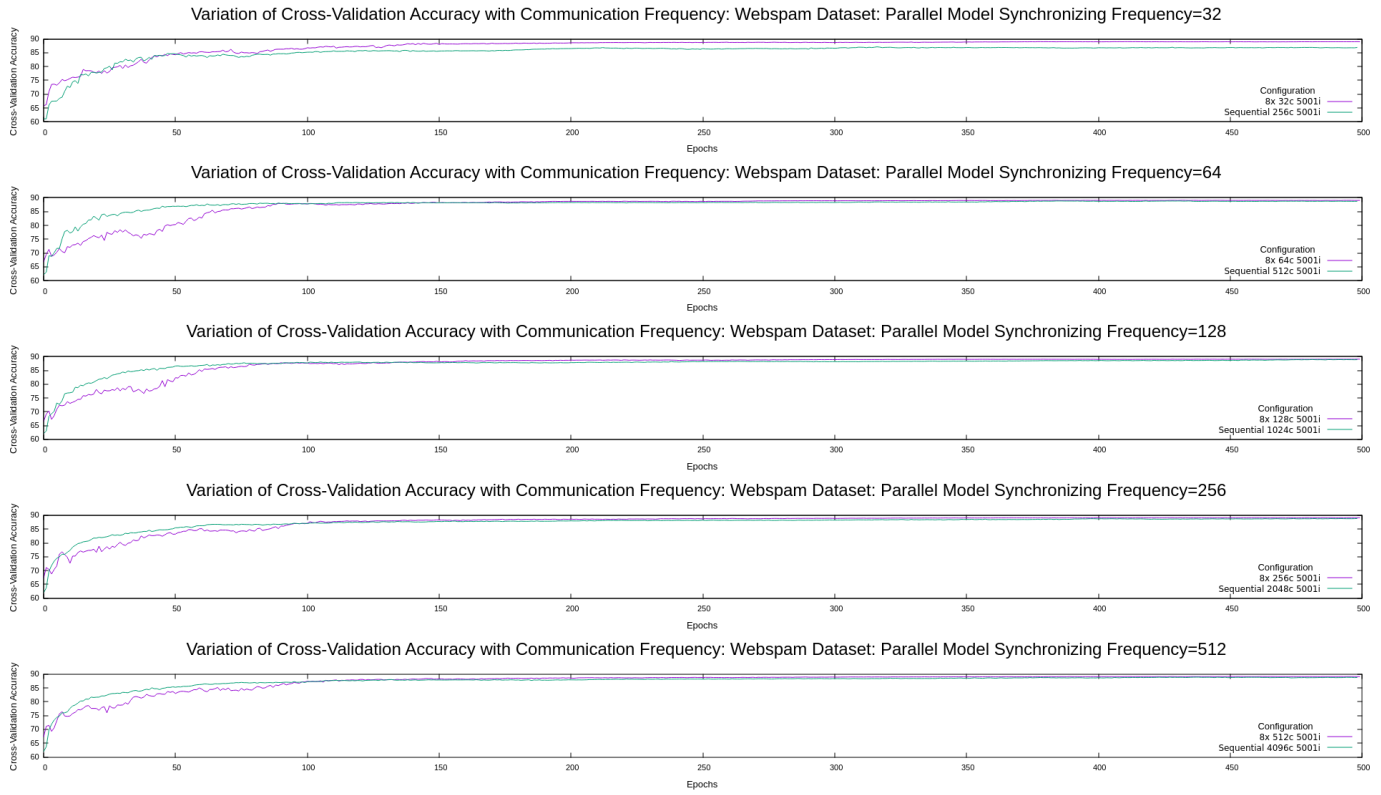 Variation of Cross-Validation Accuracy with Communication Frequency: Webspam Dataset: Parallel Model Synchronizing Frequency=32
Cross-Validation Accuracy
90
85
80
75
70
65
60
Configuration
8x 32c 5001i
Sequential 256c 5001i
0 50 100 150 200 250 300 350 400 450 500
Epochs
Variation of Cross-Validation Accuracy with Communication Frequency: Webspam Dataset: Parallel Model Synchronizing Frequency=64
Cross-Validation Accuracy
90
85
80
75
70
65
60
Configuration
8x 64c 5001i
Sequential 512c 5001i
0 50 100 150 200 250 300 350 400 450 500
Epochs
Variation of Cross-Validation Accuracy with Communication Frequency: Webspam Dataset: Parallel Model Synchronizing Frequency=128
Cross-Validation Accuracy
90
85
80
75
70
65
60
Configuration
8x 128c 5001i
Sequential 1024c 5001i
0 50 100 150 200 250 300 350 400 450 500
Epochs
Variation of Cross-Validation Accuracy with Communication Frequency: Webspam Dataset: Parallel Model Synchronizing Frequency=256
Cross-Validation Accuracy
90
85
80
75
70
65
60
Configuration
8x 256c 5001i
Sequential 2048c 5001i
0 50 100 150 200 250 300 350 400 450 500
Epochs
Variation of Cross-Validation Accuracy with Communication Frequency: Webspam Dataset: Parallel Model Synchronizing Frequency=512
Cross-Validation Accuracy
90
85
80
75
70
65
60
Configuration
8x 512c 5001i
Sequential 4096c 5001i
0 50 100 150 200 250 300 350 400 450 500
Epochs